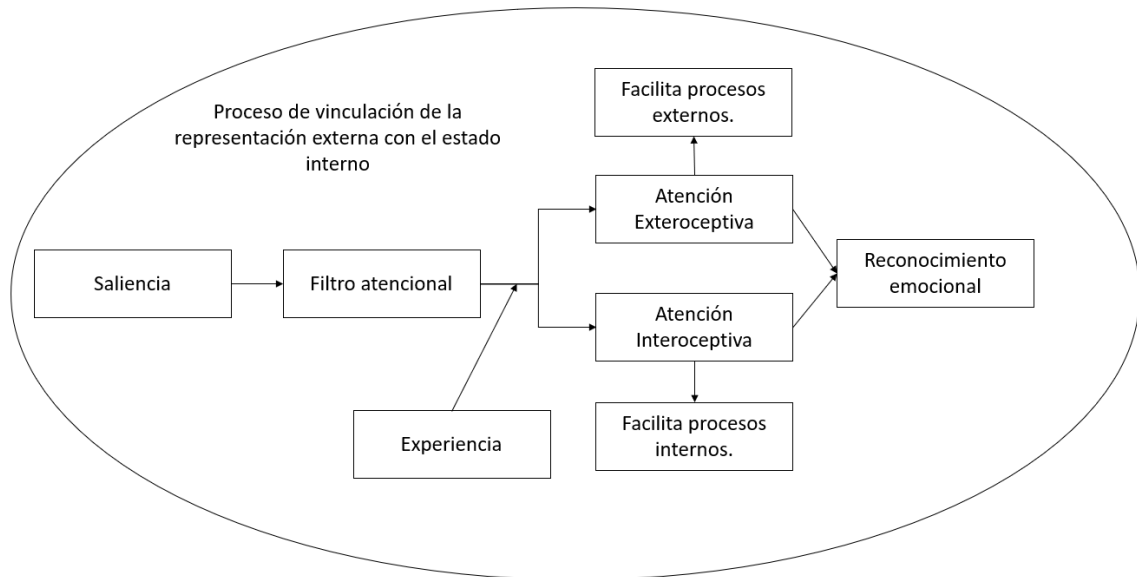 Proceso de vinculación de la
representación externa con el estado
interno
Facilita procesos
externos.
Atención
Exteroceptiva
Saliencia
Filtro atencional
Reconocimiento
emocional
Atención
Interoceptiva
Experiencia
Facilita procesos
internos.